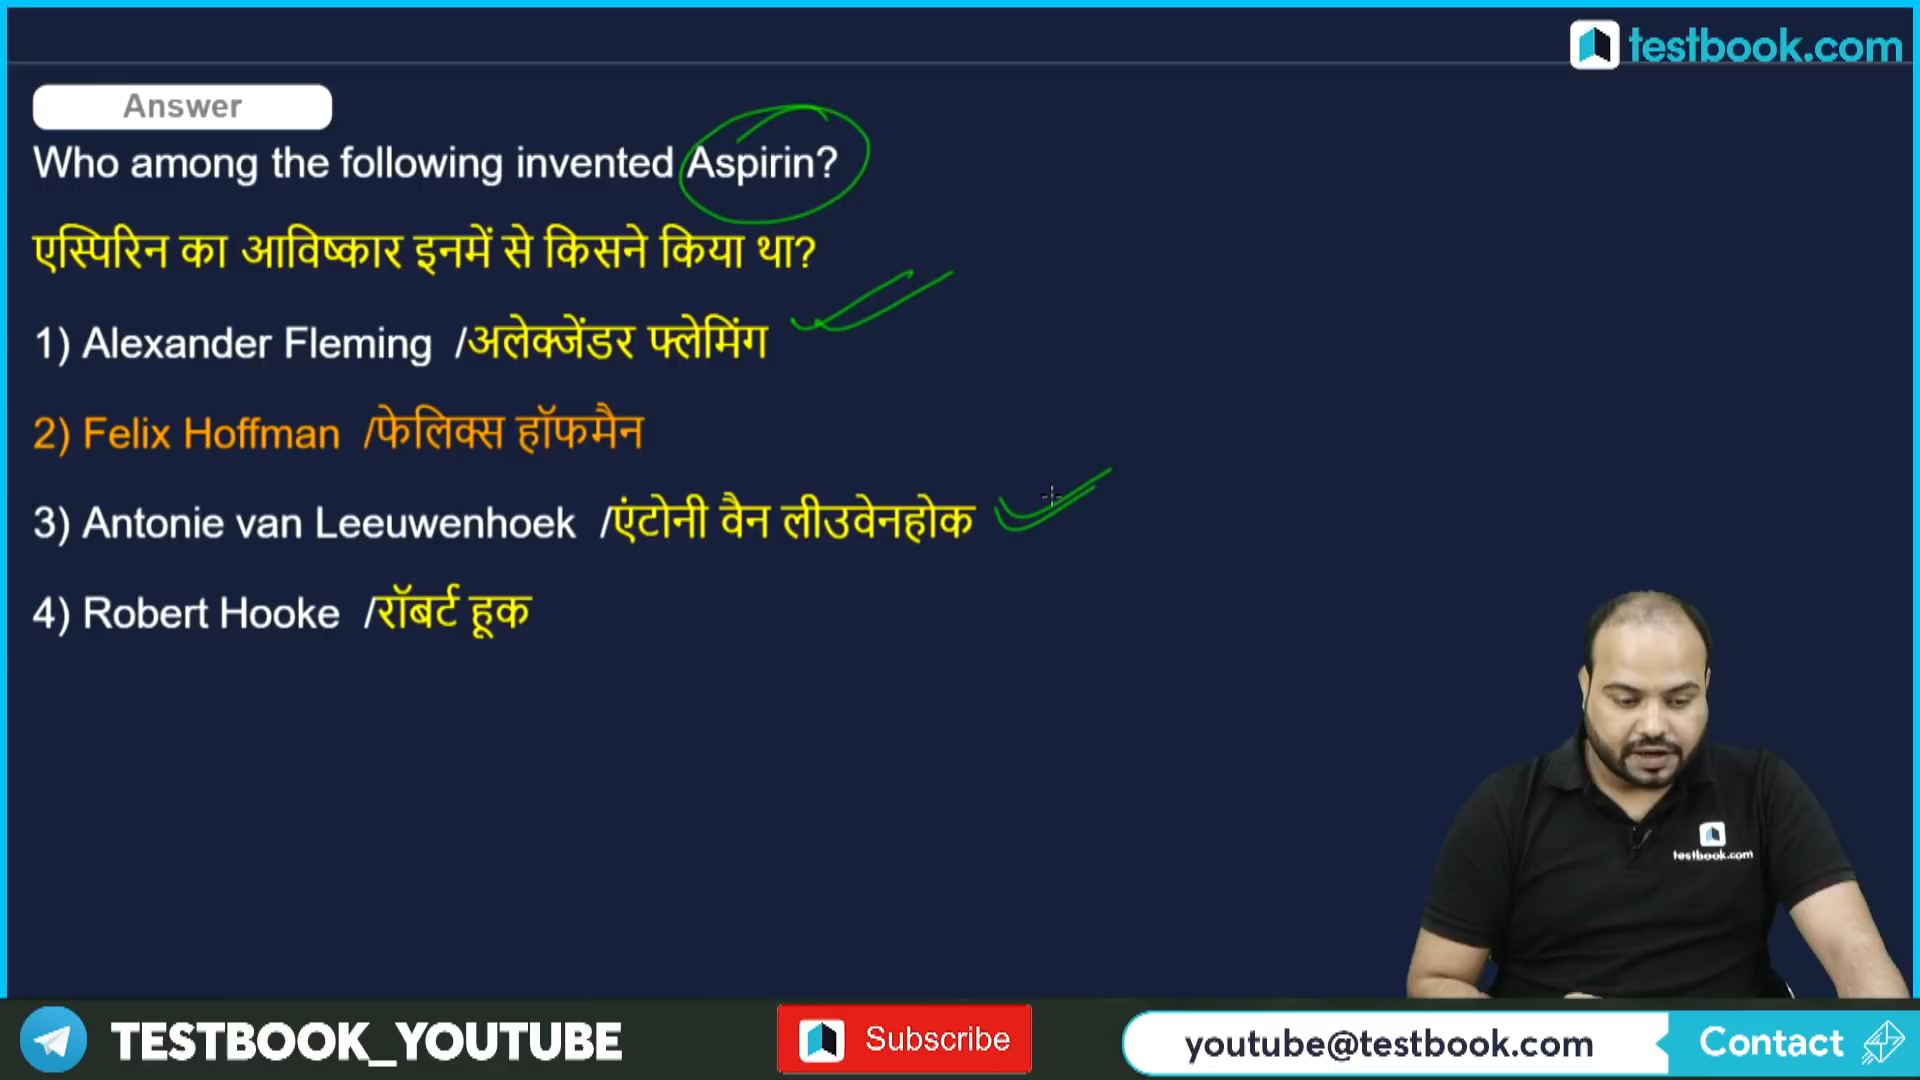 testbook.com
Answer
Who among the following invented Aspirin?
एस्पिरिन का आविष्कार इनमें से किसने किया था?
1) Alexander Fleming /अलेक्जेंडर फ्लेमिंग
2) Felix Hoffman /फेलिक्स हॉफमैन
3) Antonie van Leeuwenhoek /एंटोनी वैन लीउवेनहोक
4) Robert Hooke /रॉबर्ट हूक
testbook.com
TESTBOOK_YOUTUBE
Subscribe
youtube@testbook.com
Contact